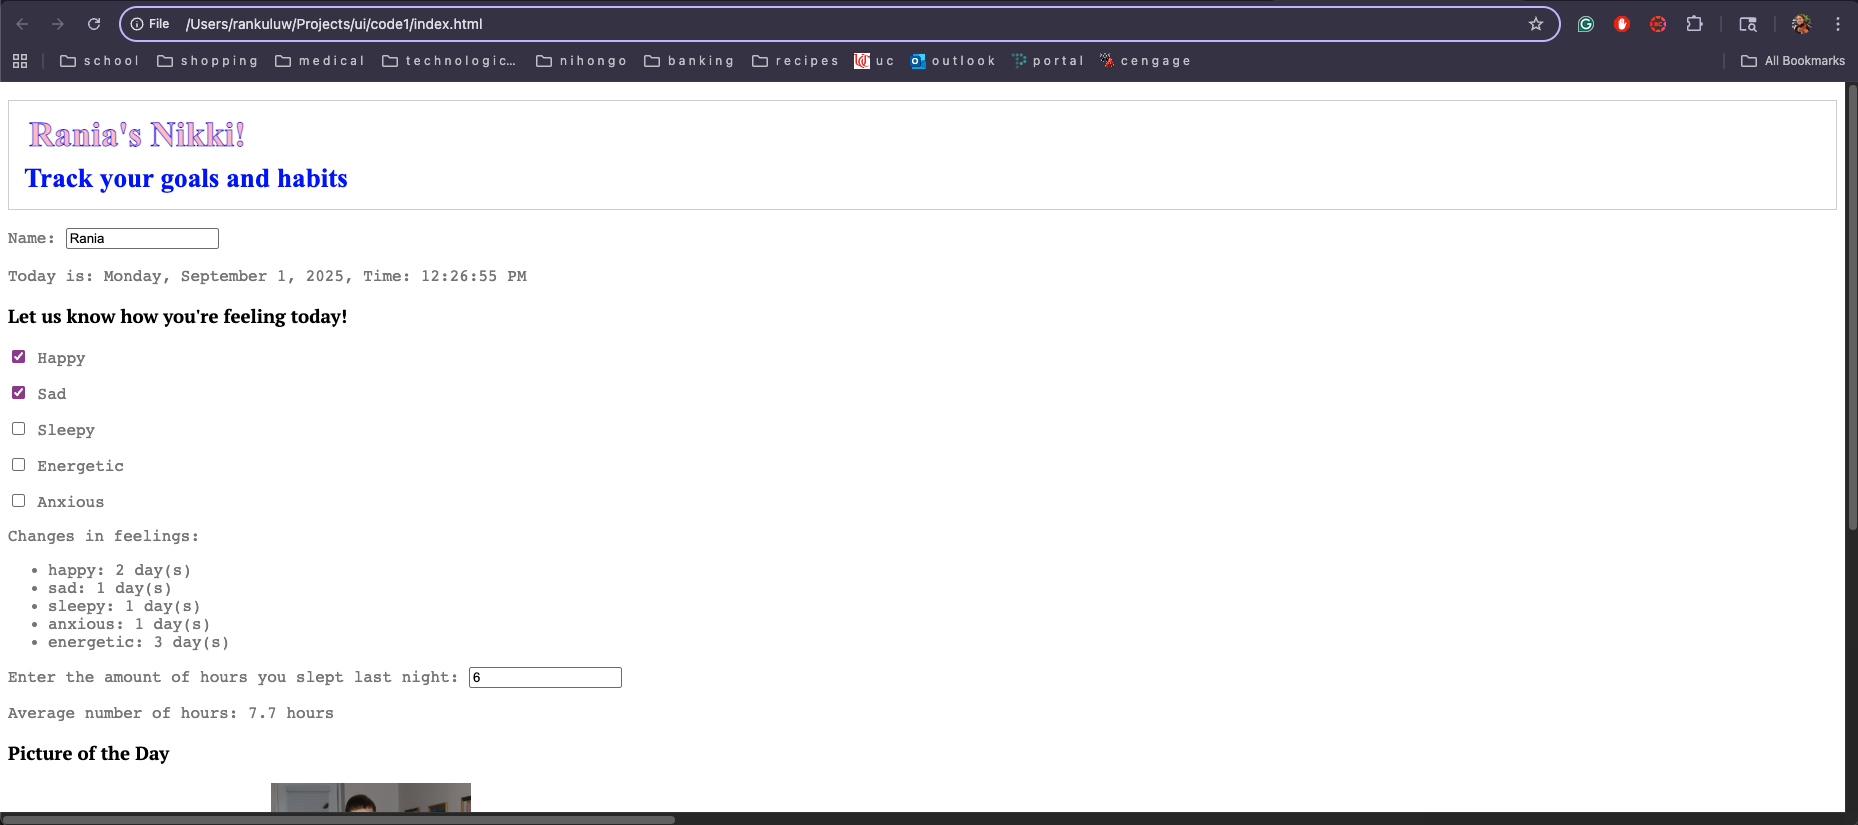 File /Users/rankuluw/Projects/ui/code1/index.html
school shopping medical technologic... nihongo banking recipes uc outlook portal cengage All Bookmarks
Rania's Nikki!
Track your goals and habits
Name: Rania
Today is: Monday, September 1, 2025, Time: 12:26:55 PM
Let us know how you're feeling today!
Happy
Sad
Sleepy
Energetic
Anxious
Changes in feelings:
• happy: 2 day(s)
• sad: 1 day(s)
• sleepy: 1 day(s)
• anxious: 1 day(s)
• energetic: 3 day(s)
Enter the amount of hours you slept last night: 6
Average number of hours: 7.7 hours
Picture of the Day